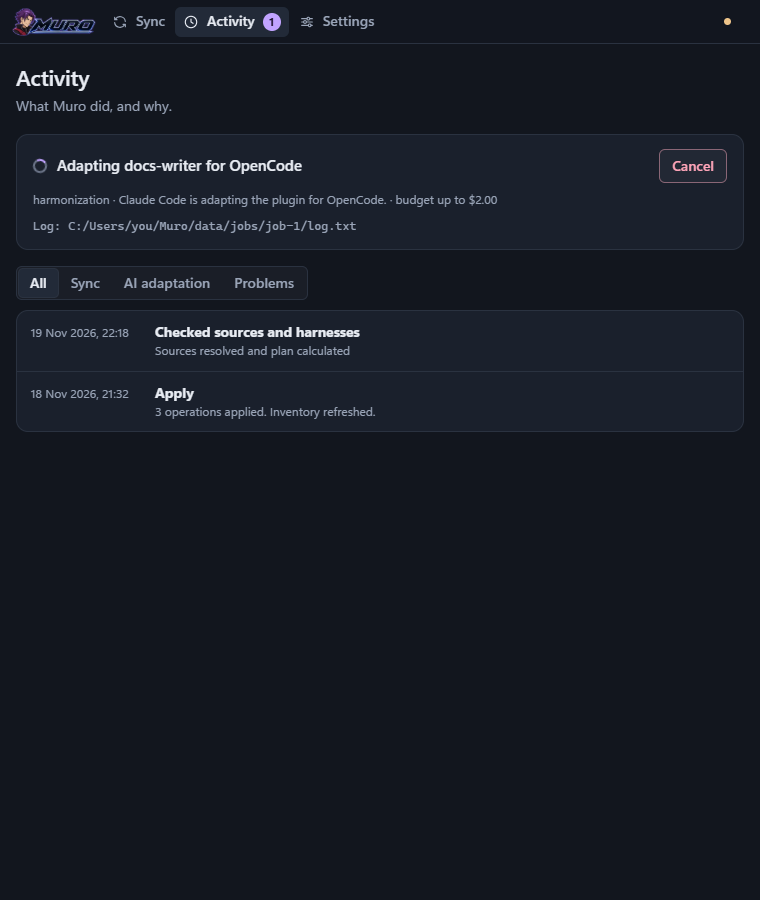 MURO
Sync
Activity 1
Settings
Activity
What Muro did, and why.
Adapting docs-writer for OpenCode
Cancel
harmonization · Claude Code is adapting the plugin for OpenCode. · budget up to $2.00
Log: C:/Users/you/Muro/data/jobs/job-1/log.txt
All
Sync
AI adaptation
Problems
19 Nov 2026, 22:18
Checked sources and harnesses
Sources resolved and plan calculated
18 Nov 2026, 21:32
Apply
3 operations applied. Inventory refreshed.